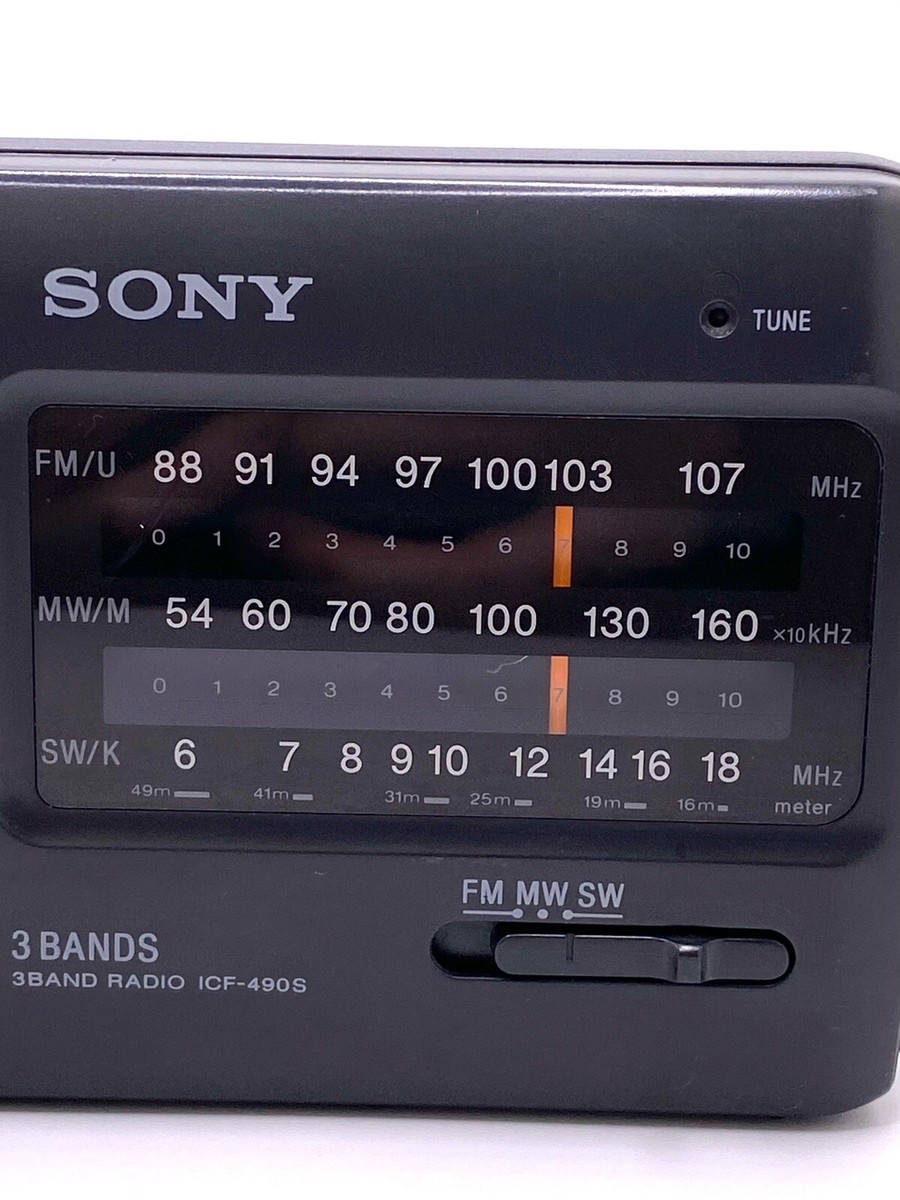 SONY
TUNE
FM/U 88 91 94 97 100 103 107 MHz
0 1 2 3 4 5 6 7 8 9 10
MW/M 54 60 70 80 100 130 160 ×10kHz
0 1 2 3 4 5 6 7 8 9 10
SW/K 6 7 8 9 10 12 14 16 18 MHz
49m 41m 31m 25m 19m 16m meter
FM MW SW
3 BANDS
3BAND RADIO ICF-490S